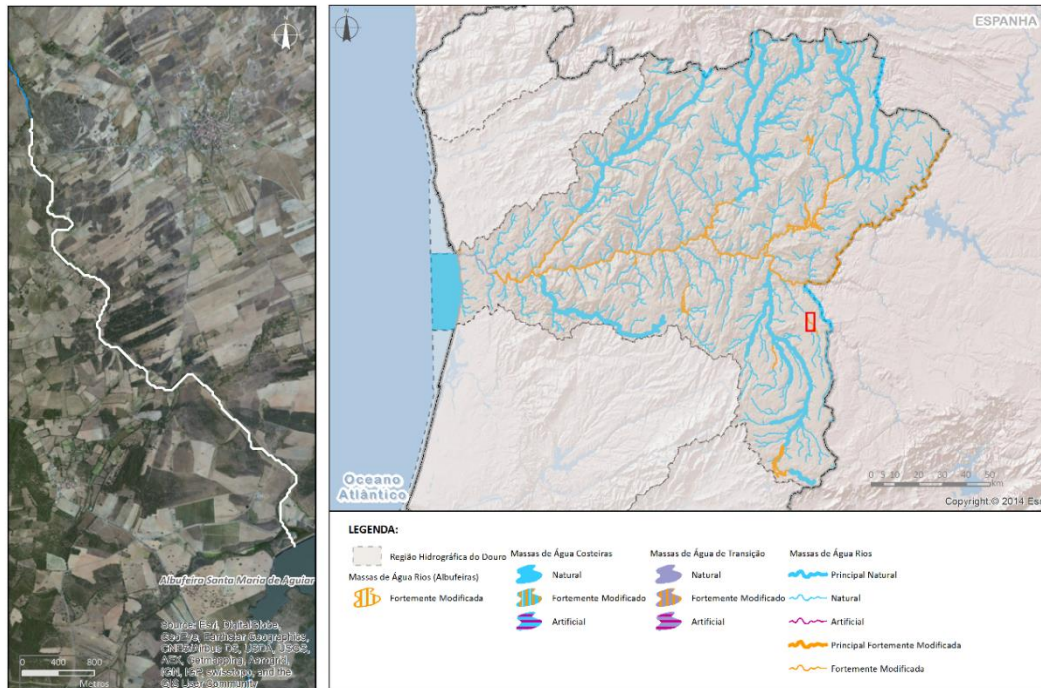 N
Albufeira Santa Maria de Aguiar
Source: Esri, DigitalGlobe,
GeoEye, Earthstar Geographics,
CNES/Airbus DS, USDA, USGS,
AEX, Getmapping, Aerogrid,
IGN, IGP, swisstopo, and the
GIS User Community
0 400 800
Metros
N
ESPANHA
Oceano
Atlântico
0 5 10 20 30 40 50
km
Copyright:© 2014 Esri
LEGENDA:
Região Hidrográfica do Douro
Massas de Água Rios (Albufeiras)
Fortemente Modificada
Massas de Água Costeiras
Natural
Fortemente Modificado
Artificial
Massas de Água de Transição
Natural
Fortemente Modificado
Artificial
Massas de Água Rios
Principal Natural
Natural
Artificial
Principal Fortemente Modificada
Fortemente Modificada